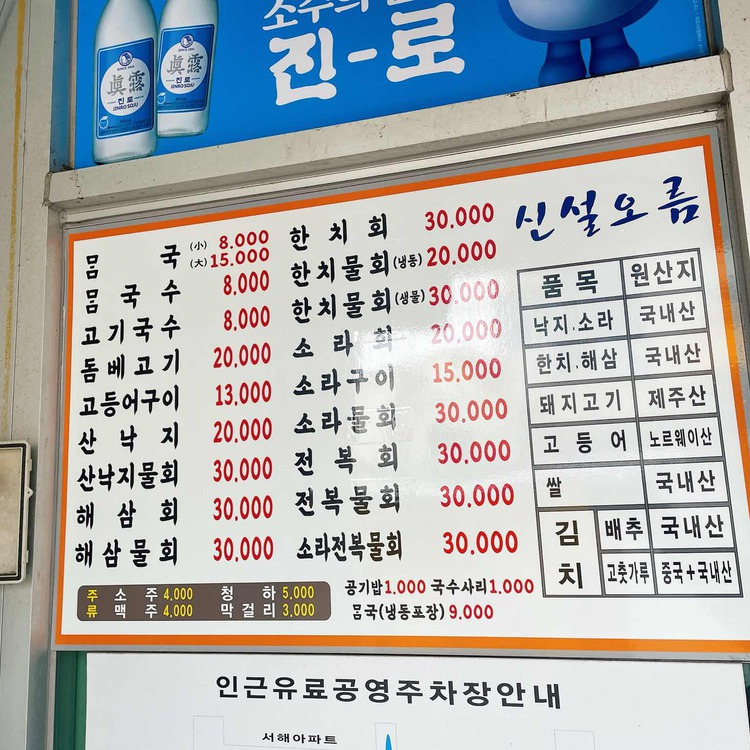 소주의
진-로
眞露
진로
JINRO SOJU
眞露
진로
JINRO SOJU
신설오름
몸 국 (小) 8.000
(大) 15.000
몸 국 수 8.000
고 기 국 수 8.000
돔 베 고 기 20.000
고등어구이 13.000
산 낙 지 20.000
산낙지물회 30.000
해 삼 회 30.000
해 삼 물 회 30.000
한 치 회 30.000
한치물회(냉동) 20.000
한치물회(생물) 30.000
소 라 회 20.000
소라구이 15.000
소라물회 30.000
전 복 회 30.000
전복물회 30.000
소라전복물회 30.000
품 목 원산지
낙지.소라 국내산
한치.해삼 국내산
돼지고기 제주산
고 등 어 노르웨이산
쌀 국내산
김치 배추 국내산
고춧가루 중국+국내산
주류 소 주 4,000 청 하 5,000
맥 주 4,000 막 걸 리 3,000
공기밥 1.000 국수사리 1.000
몸국(냉동포장) 9.000
인근유료공영주차장안내
서해아파트